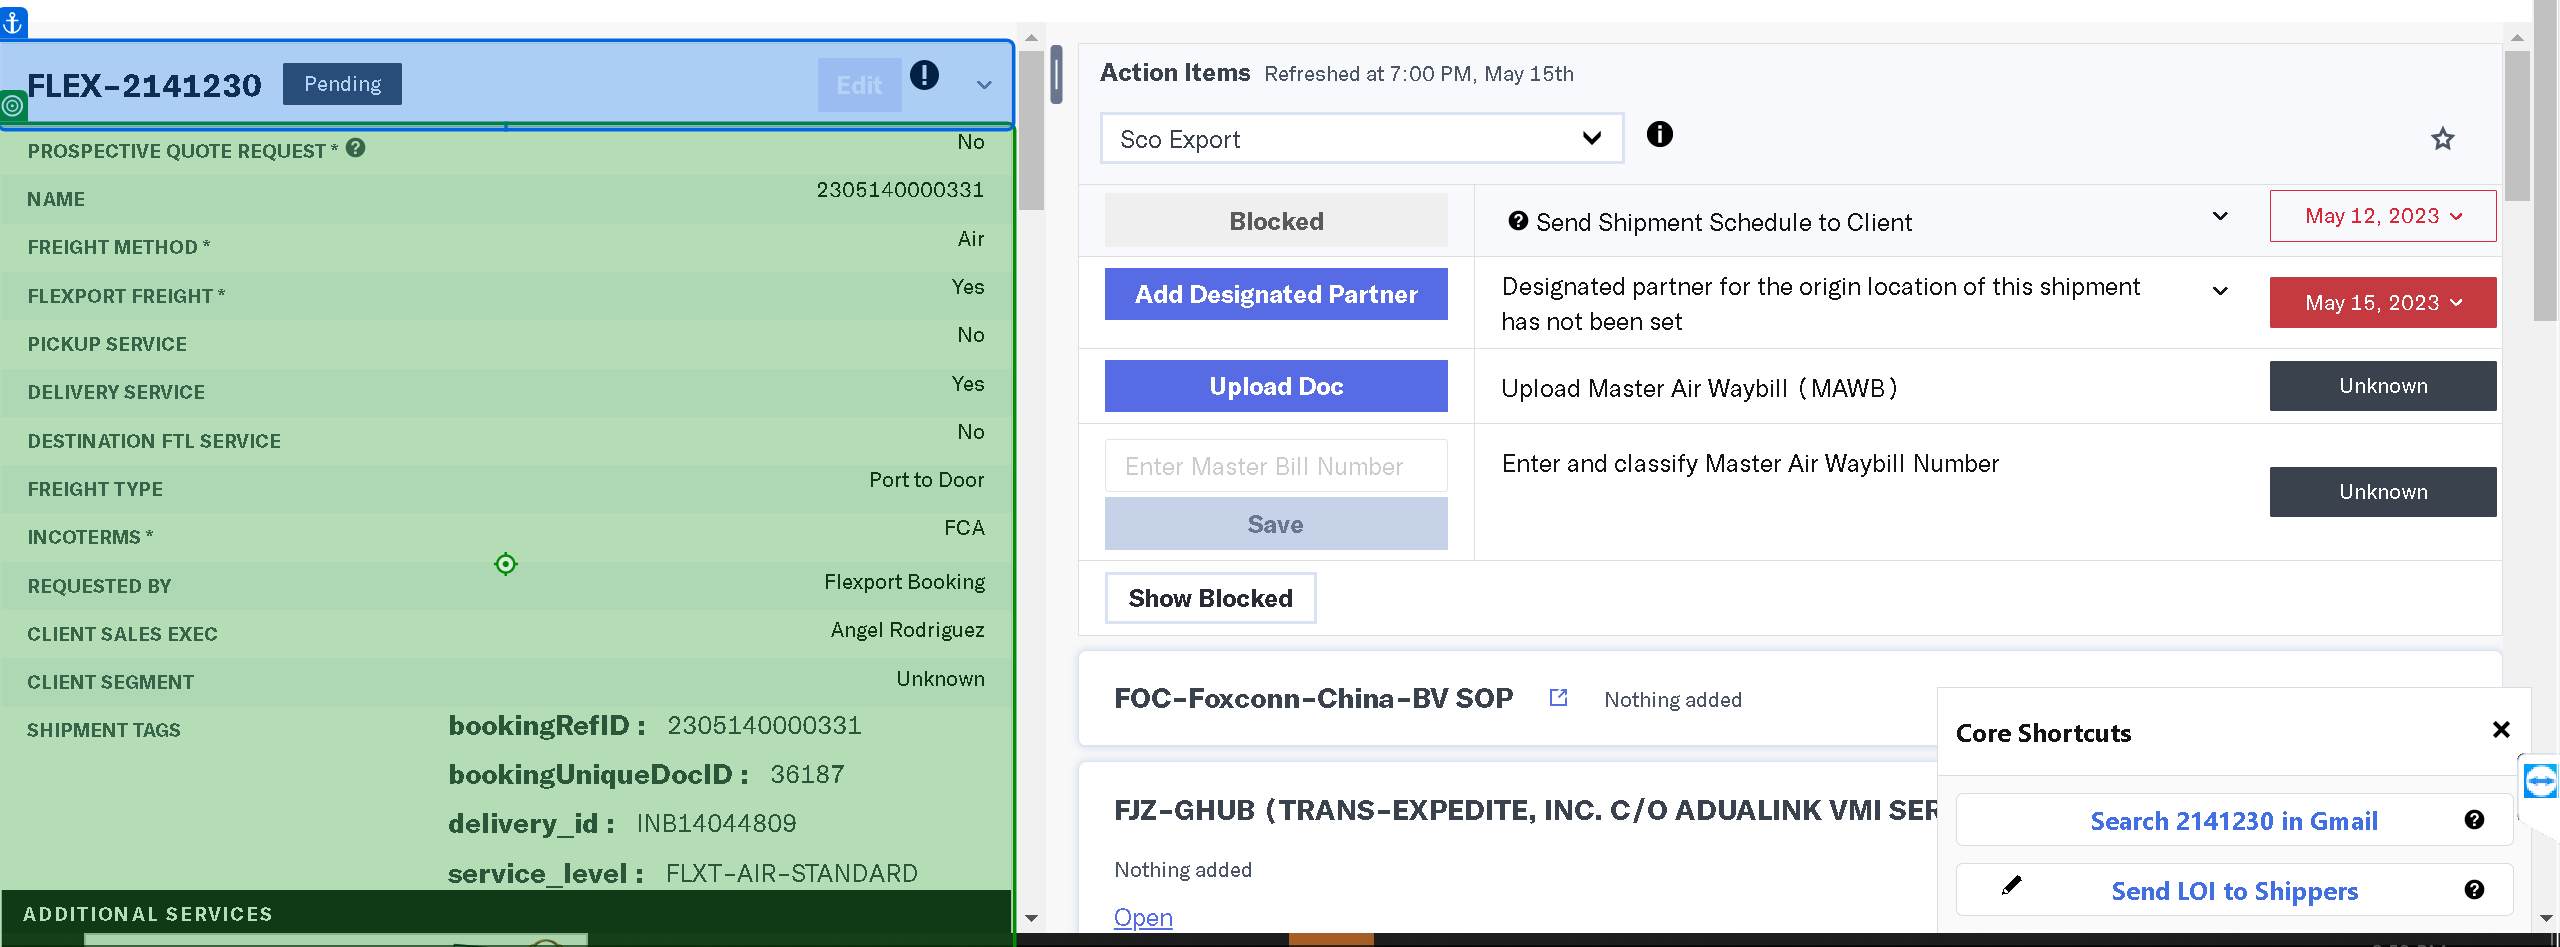 FLEX-2141230
Pending
Edit
PROSPECTIVE QUOTE REQUEST *
No
NAME
2305140000331
FREIGHT METHOD *
Air
FLEXPORT FREIGHT *
Yes
PICKUP SERVICE
No
DELIVERY SERVICE
Yes
DESTINATION FTL SERVICE
No
FREIGHT TYPE
Port to Door
INCOTERMS *
FCA
REQUESTED BY
Flexport Booking
CLIENT SALES EXEC
Angel Rodriguez
CLIENT SEGMENT
Unknown
SHIPMENT TAGS
bookingRefID : 2305140000331
bookingUniqueDocID : 36187
delivery_id : INB14044809
service_level : FLXT-AIR-STANDARD
ADDITIONAL SERVICES
Action Items Refreshed at 7:00 PM, May 15th
Sco Export
Blocked
Send Shipment Schedule to Client
May 12, 2023
Add Designated Partner
Designated partner for the origin location of this shipment
has not been set
May 15, 2023
Upload Doc
Upload Master Air Waybill (MAWB)
Unknown
Enter Master Bill Number
Save
Enter and classify Master Air Waybill Number
Unknown
Show Blocked
FOC-Foxconn-China-BV SOP
Nothing added
FJZ-GHUB (TRANS-EXPEDITE, INC. C/O ADUALINK VMI SER
Nothing added
Open
Core Shortcuts
Search 2141230 in Gmail
Send LOI to Shippers